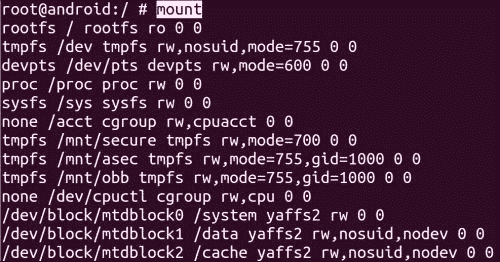 root@android:/ # mount
rootfs / rootfs ro 0 0
tmpfs /dev tmpfs rw,nosuid,mode=755 0 0
devpts /dev/pts devpts rw,mode=600 0 0
proc /proc proc rw 0 0
sysfs /sys sysfs rw 0 0
none /acct cgroup rw,cpuacct 0 0
tmpfs /mnt/secure tmpfs rw,mode=700 0 0
tmpfs /mnt/asec tmpfs rw,mode=755,gid=1000 0 0
tmpfs /mnt/obb tmpfs rw,mode=755,gid=1000 0 0
none /dev/cpuctl cgroup rw,cpu 0 0
/dev/block/mtdblock0 /system yaffs2 rw 0 0
/dev/block/mtdblock1 /data yaffs2 rw,nosuid,nodev 0 0
/dev/block/mtdblock2 /cache yaffs2 rw,nosuid,nodev 0 0